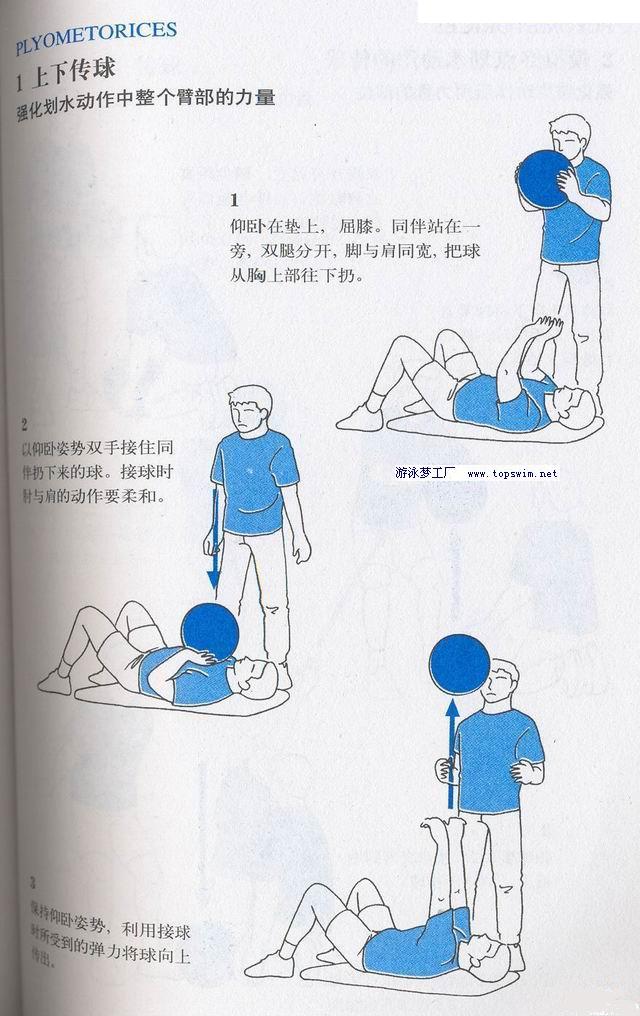 PLYOMETORICES
1 上下传球
强化划水动作中整个臂部的力量
1
仰卧在垫上，屈膝。同伴站在一
旁，双腿分开，脚与肩同宽，把球
从胸上部往下扔。
2
以仰卧姿势双手接住同
伴扔下来的球。接球时
肘与肩的动作要柔和。
游泳梦工厂 www.topswim.net
3
保持仰卧姿势，利用接球
时所受到的弹力将球向上
传出。